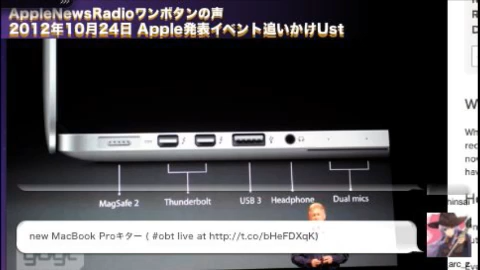 AppleNewsRadioワンボタンの声
2012年10月24日 Apple発表イベント追いかけUst
MagSafe 2
Thunderbolt
USB 3
Headphone
Dual mics
hinsai
new MacBook Proキター ( #obt live at http://t.co/bHeFDXqK)
arc_z